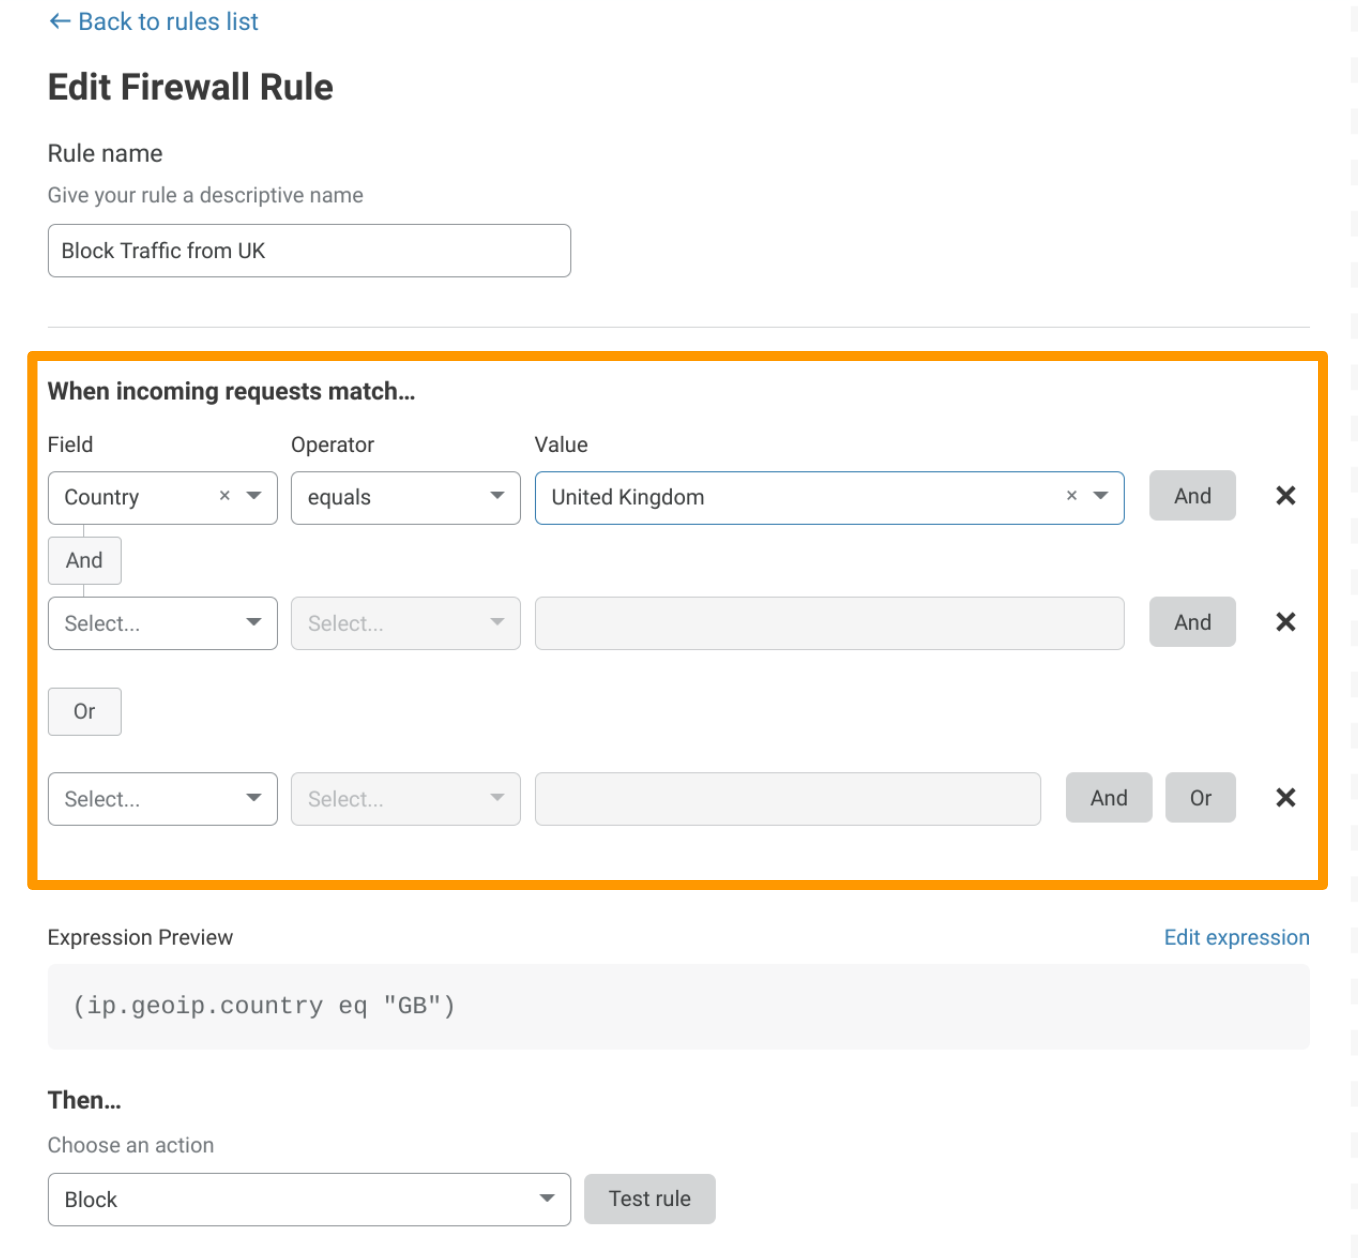 ← Back to rules list
Edit Firewall Rule
Rule name
Give your rule a descriptive name
Block Traffic from UK
When incoming requests match...
Field Operator Value
Country × equals United Kingdom × And ✕
And
Select... Select... And ✕
Or
Select... Select... And Or ✕
Expression Preview Edit expression
(ip.geoip.country eq "GB")
Then...
Choose an action
Block Test rule